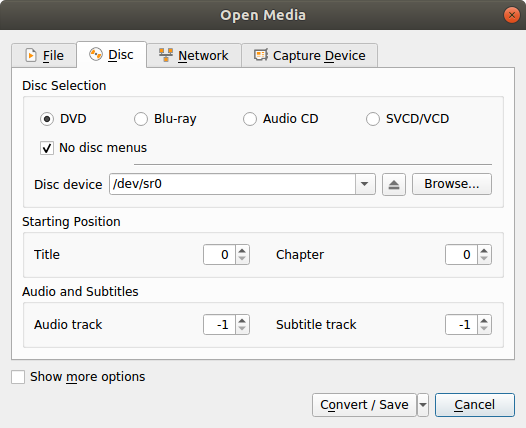 Open Media
File Disc Network Capture Device
Disc Selection
DVD Blu-ray Audio CD SVCD/VCD
No disc menus
Disc device /dev/sr0 Browse...
Starting Position
Title 0 Chapter 0
Audio and Subtitles
Audio track -1 Subtitle track -1
Show more options
Convert / Save Cancel